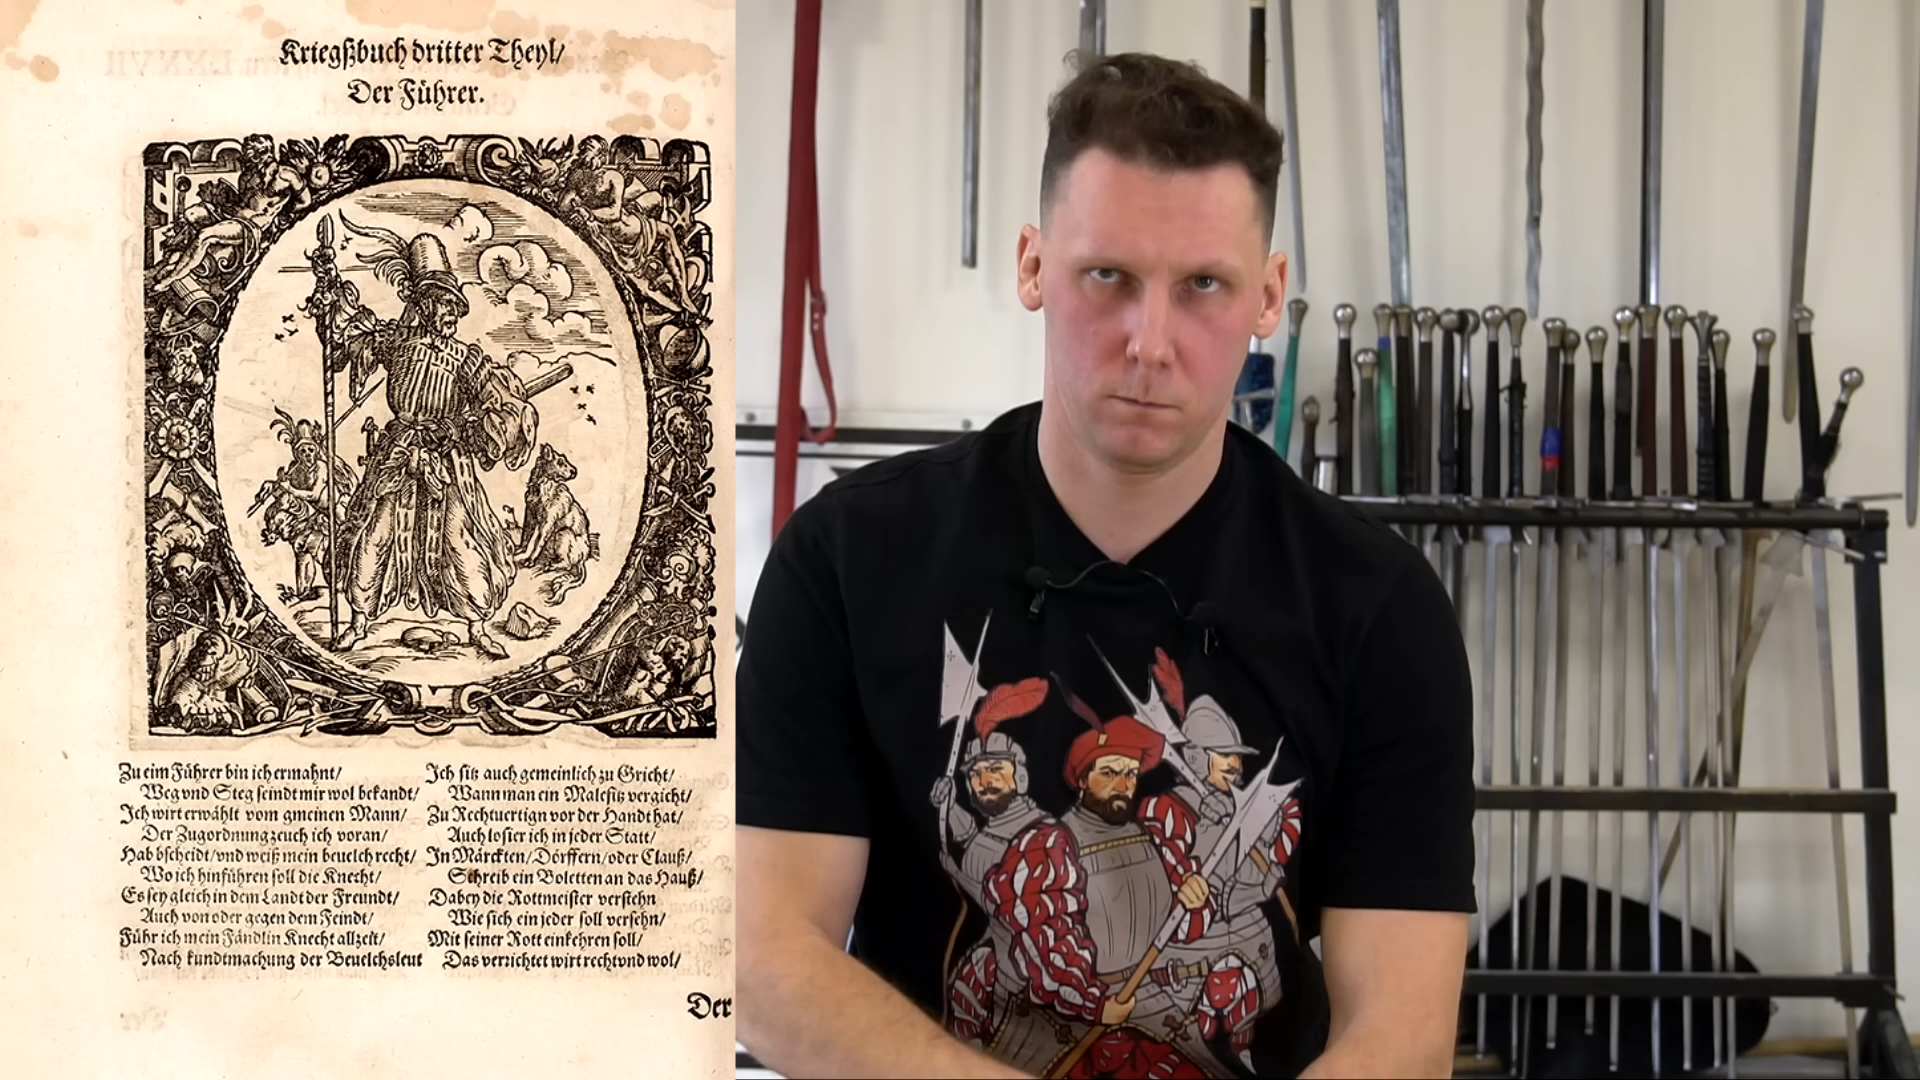 Kriegßbuch dritter Theyl/
Der Führer.
Zu eim Führer bin ich ermahnt/
Weg vnd Steg seindt mir wol bekandt/
Ich wirt erwählt vom gmeinen Mann/
Der Zugordnung zeuch ich voran/
Hab bscheidt/vnd weiß mein beuelch recht/
Wo ich hinführen soll die Knecht/
Es sey gleich in dem Landt der Freundt/
Auch von oder gegen dem Feindt/
Führ ich mein Fändlin Knecht allzeit/
Nach kundtmachung der Beuelchsleut
Ich sitz auch gemeinlich zu Gricht/
Wann man ein Malefitz vergicht/
Zu Rechtuertign vor der Handt hat/
Auch losier ich in jeder Statt/
In Märckten/Dörffern/oder Clauß/
Schreib ein Boletten an das Hauß/
Dabey die Rottmeister verstehn
Wie sich ein jeder soll versehn/
Mit seiner Rott einkehren soll/
Das verrichtet wirt recht vnd wol/
Der